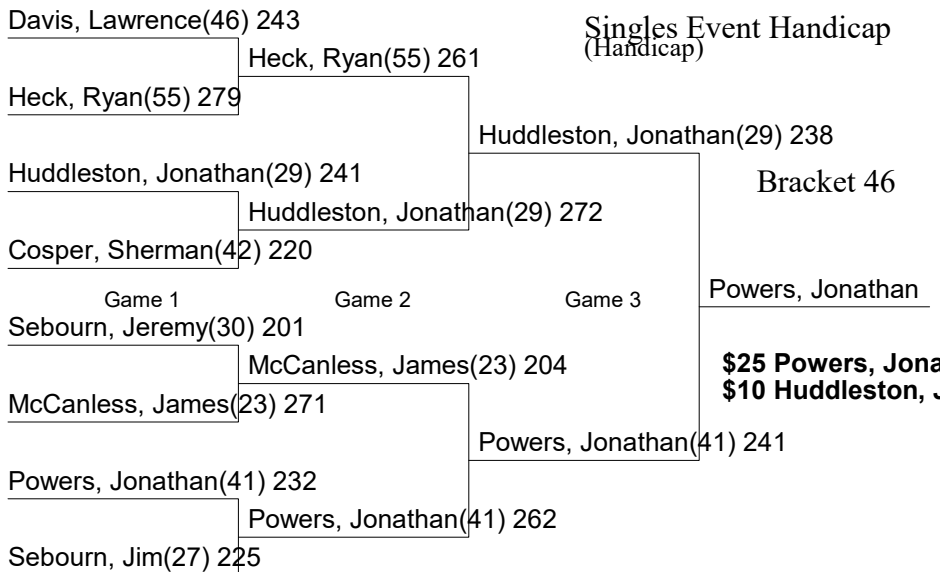 Davis, Lawrence(46) 243
Singles Event Handicap
(Handicap)
Heck, Ryan(55) 261
Heck, Ryan(55) 279
Huddleston, Jonathan(29) 238
Huddleston, Jonathan(29) 241
Bracket 46
Huddleston, Jonathan(29) 272
Cosper, Sherman(42) 220
Game 1 Game 2 Game 3
Powers, Jonathan
Sebourn, Jeremy(30) 201
McCanless, James(23) 204
$25 Powers, Jona
$10 Huddleston, J
McCanless, James(23) 271
Powers, Jonathan(41) 241
Powers, Jonathan(41) 232
Powers, Jonathan(41) 262
Sebourn, Jim(27) 225